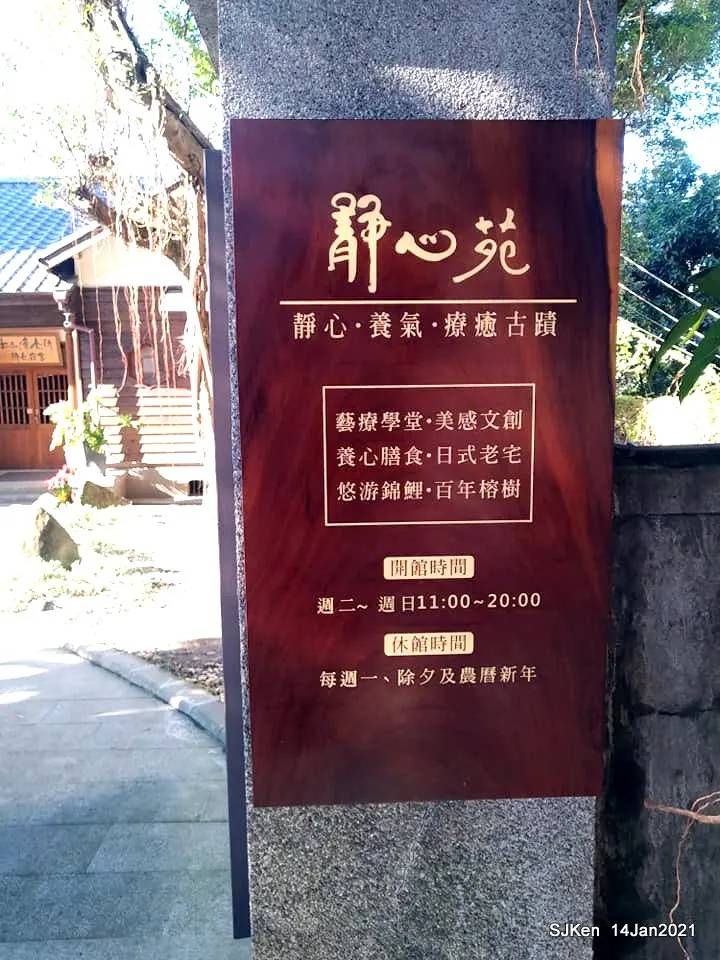 靜心苑
靜心·養氣·療癒古蹟
藝療學堂·美感文創
養心膳食·日式老宅
悠游錦鯉·百年榕樹
開館時間
週二~ 週日11:00~20:00
休館時間
每週一、除夕及農曆新年
SJKen 14Jan2021